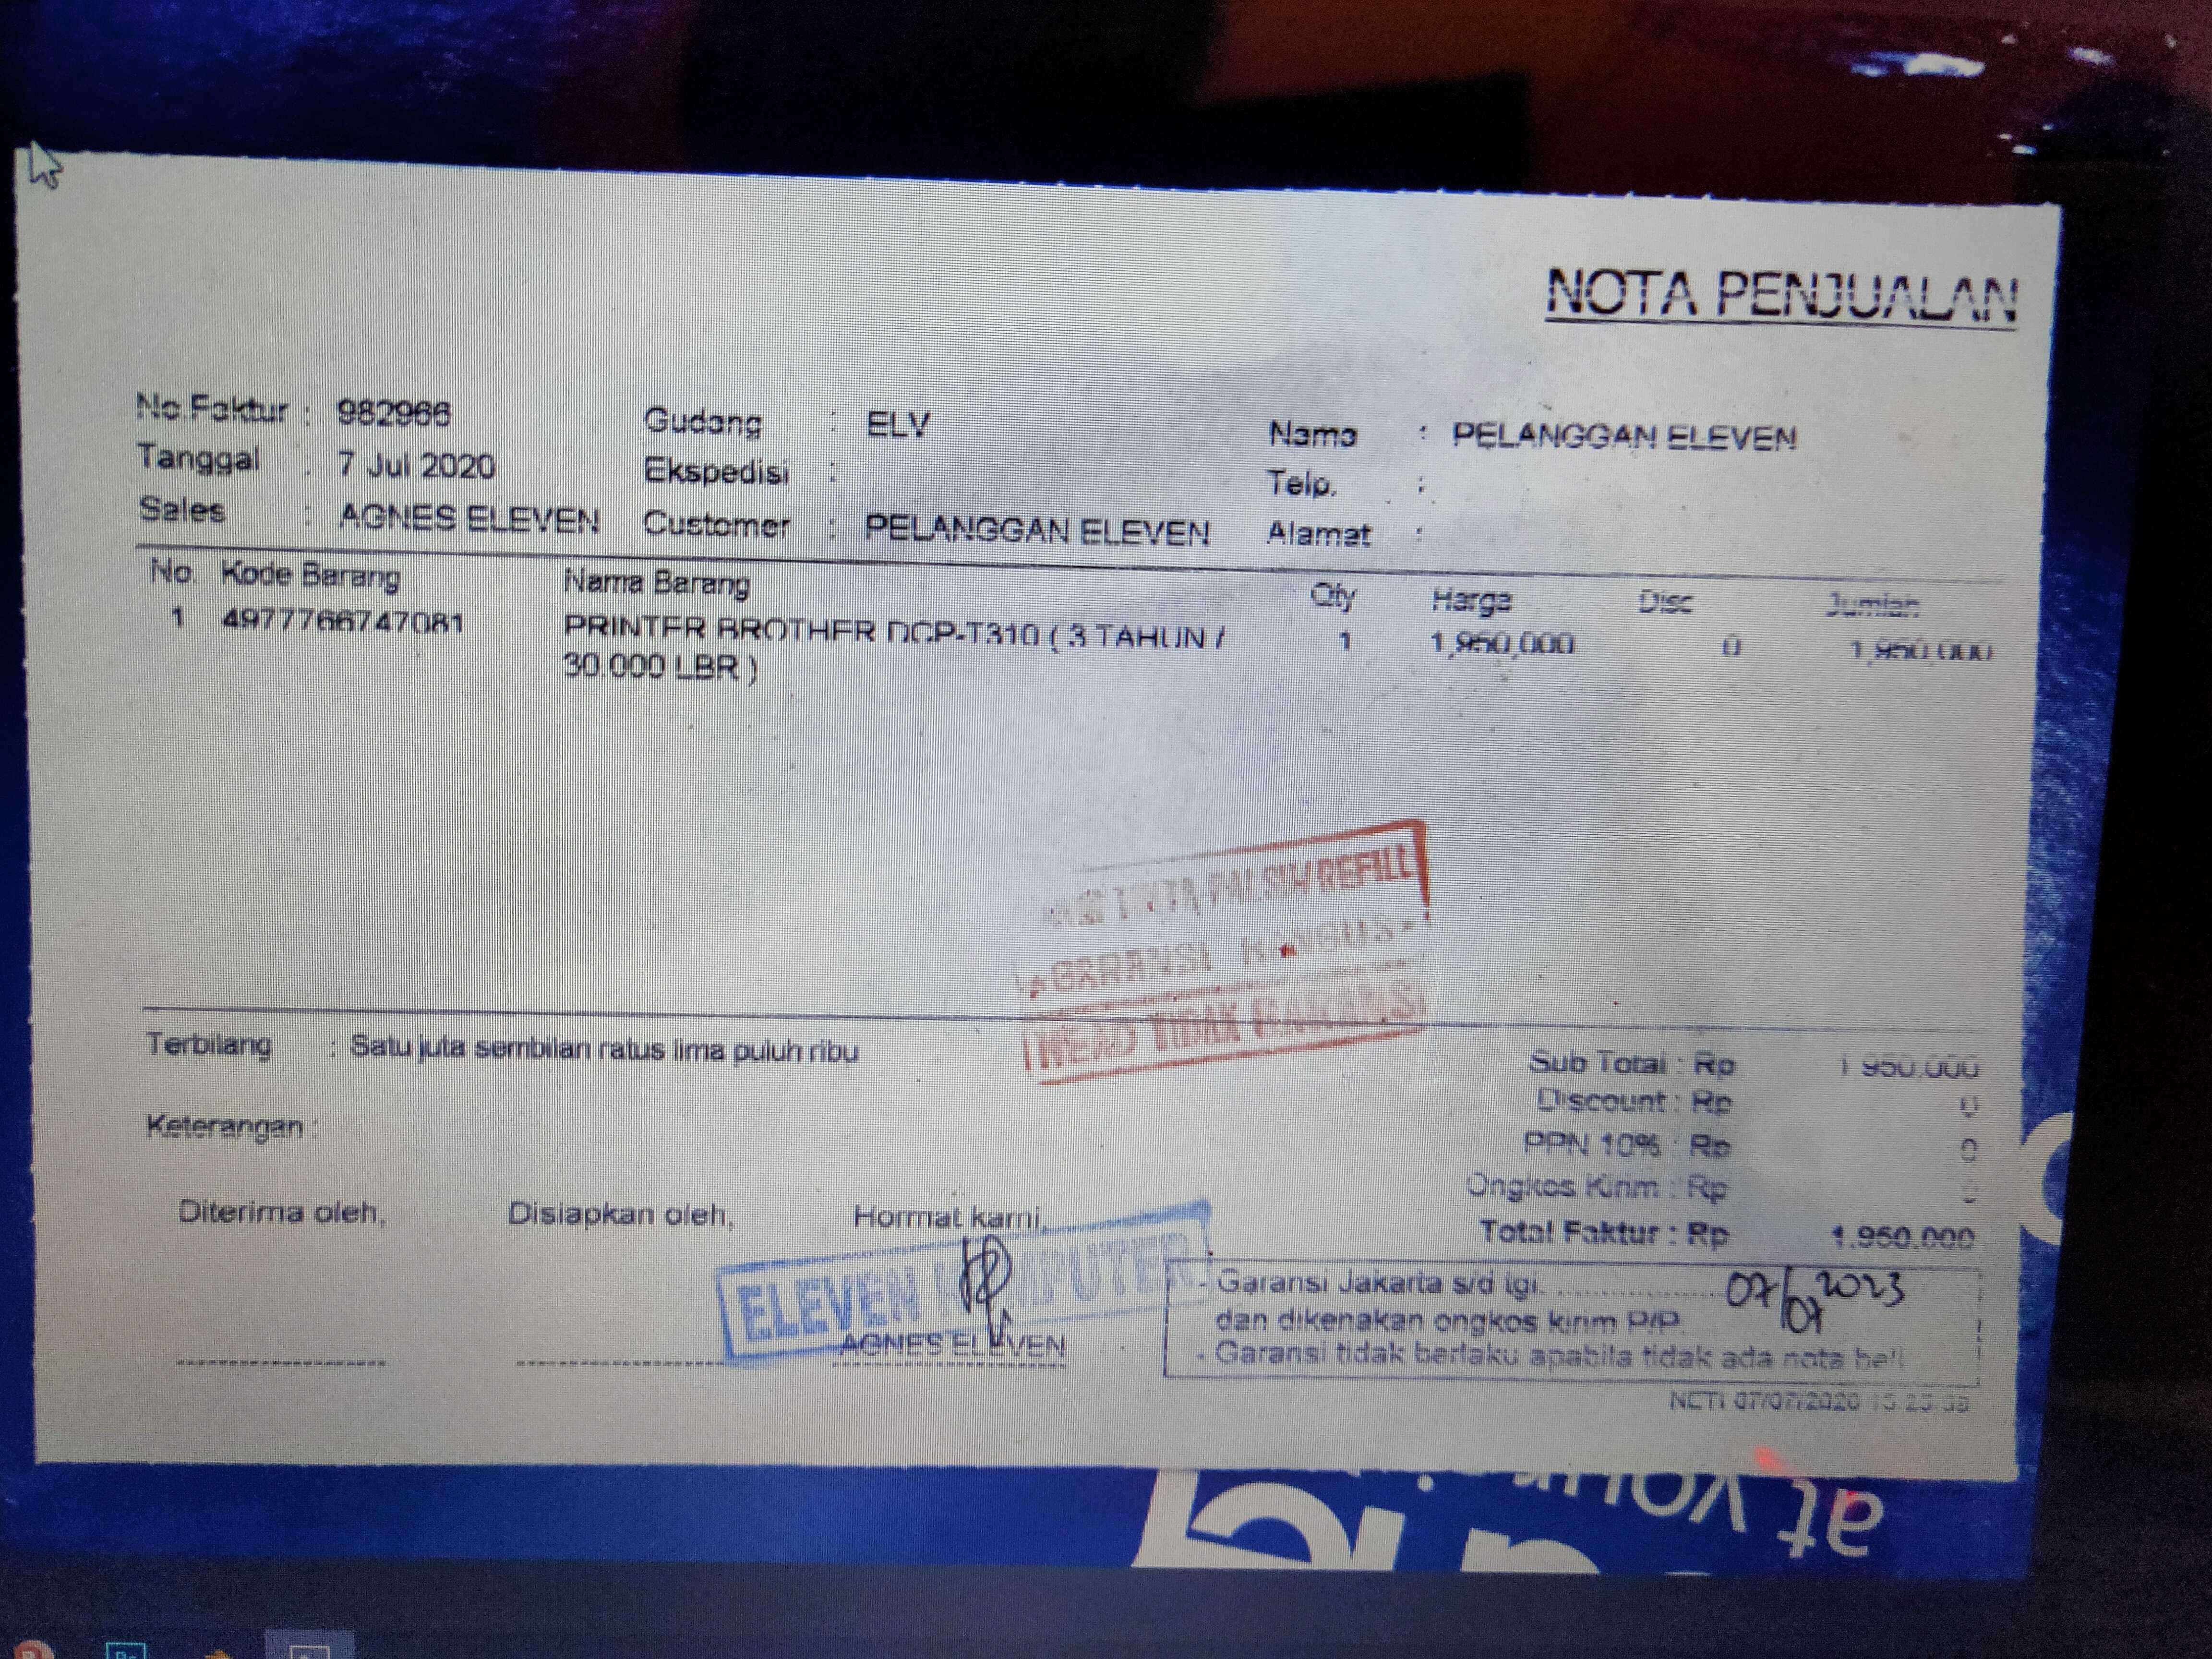 NOTA PENJUALAN
No.Faktur : 982966 Gudang : ELV Nama : PELANGGAN ELEVEN
Tanggal : 7 Jul 2020 Ekspedisi : Telp. :
Sales : AGNES ELEVEN Customer : PELANGGAN ELEVEN Alamat :
No. Kode Barang Nama Barang Qty Harga Disc Jumlah
1 4977766747081 PRINTER BROTHER DCP-T310 ( 3 TAHUN / 1 1,950,000 0 1,950,000
30.000 LBR )
TINTA PALSU/REFILL
GARANSI HANGUS
HEAD TIDAK GARANSI
Terbilang : Satu juta sembilan ratus lima puluh ribu
Keterangan :
Sub Total : Rp 1.950.000
Discount : Rp 0
PPN 10% : Rp 0
Ongkos Kirim : Rp 0
Total Faktur : Rp 1.950.000
Diterima oleh, Disiapkan oleh, Hormat kami,
ELEVEN COMPUTER
AGNES ELEVEN
- Garansi Jakarta s/d tgl. 07/07 2023
dan dikenakan ongkos kirim P/P.
- Garansi tidak berlaku apabila tidak ada nota beli
07/07/2020
at your